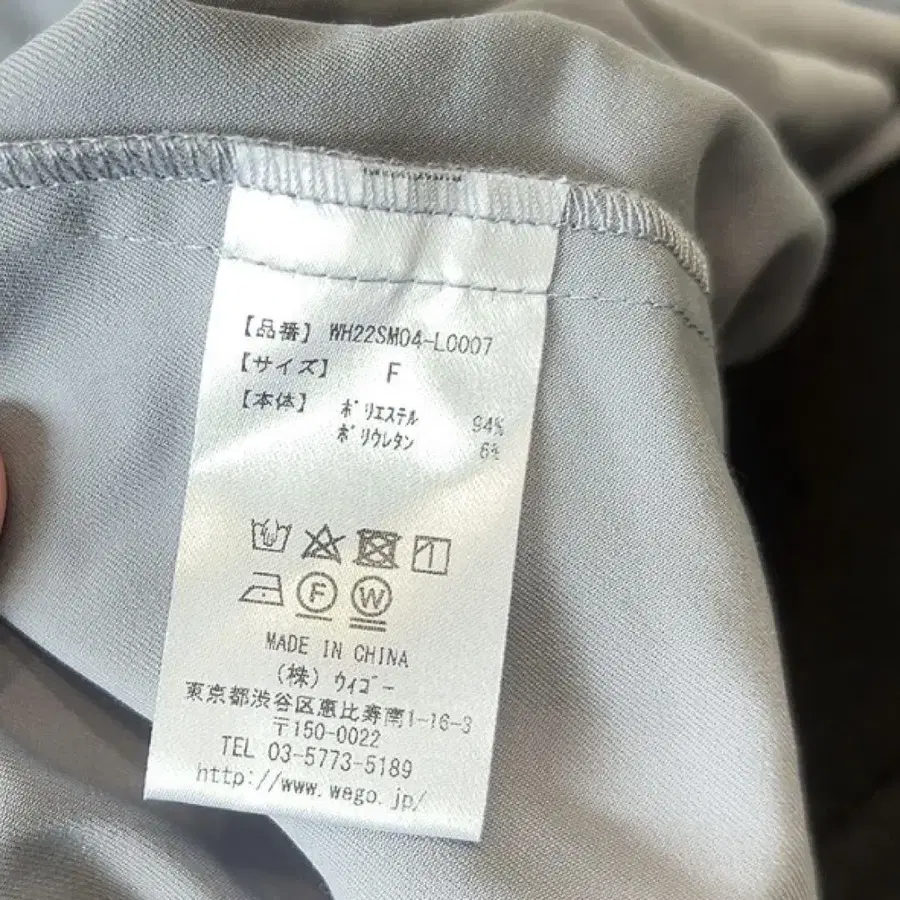 【品番】 WH22SM04-LC007
【サイズ】 F
【本体】 ポリエステル 94%
ポリウレタン 6%
F W
MADE IN CHINA
(株) ウィゴー
東京都渋谷区恵比寿南1-16-3
〒150-0022
TEL 03-5773-5189
http://www.wego.jp/